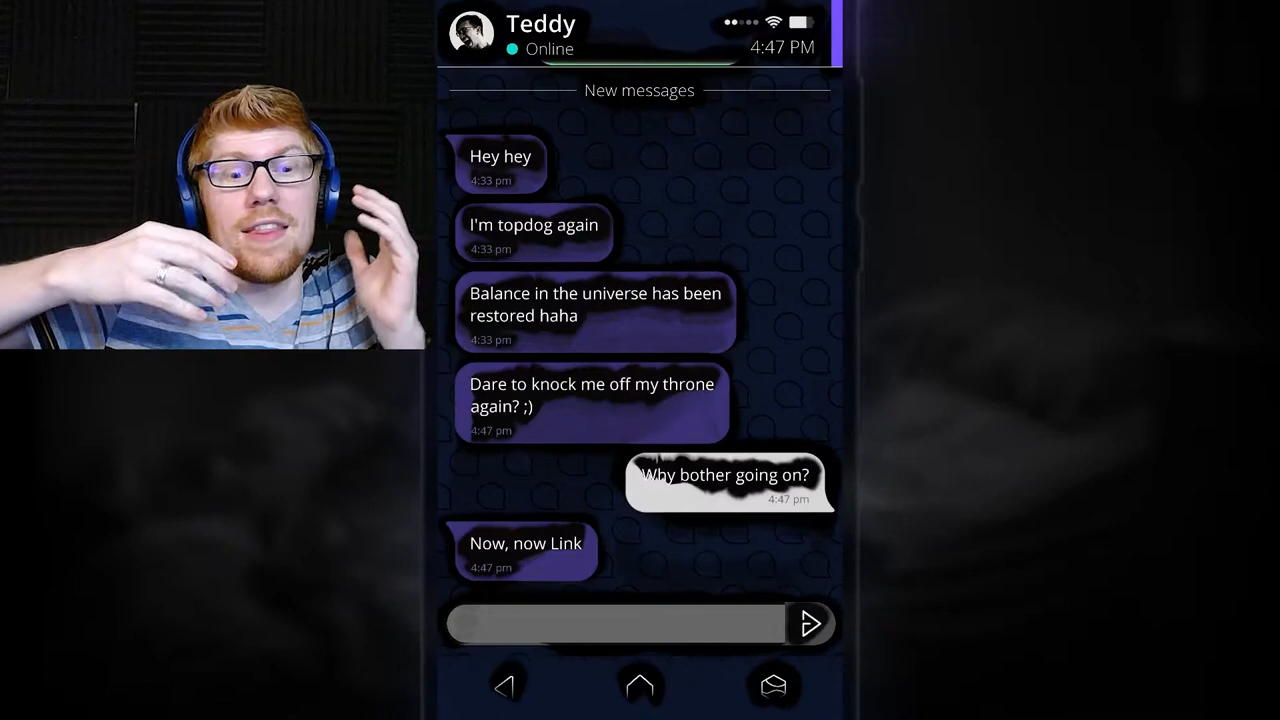 Teddy
Online
4:47 PM
New messages
Hey hey
4:33 pm
I'm topdog again
4:33 pm
Balance in the universe has been
restored haha
4:33 pm
Dare to knock me off my throne
again? ;)
4:47 pm
Why bother going on?
4:47 pm
Now, now Link
4:47 pm